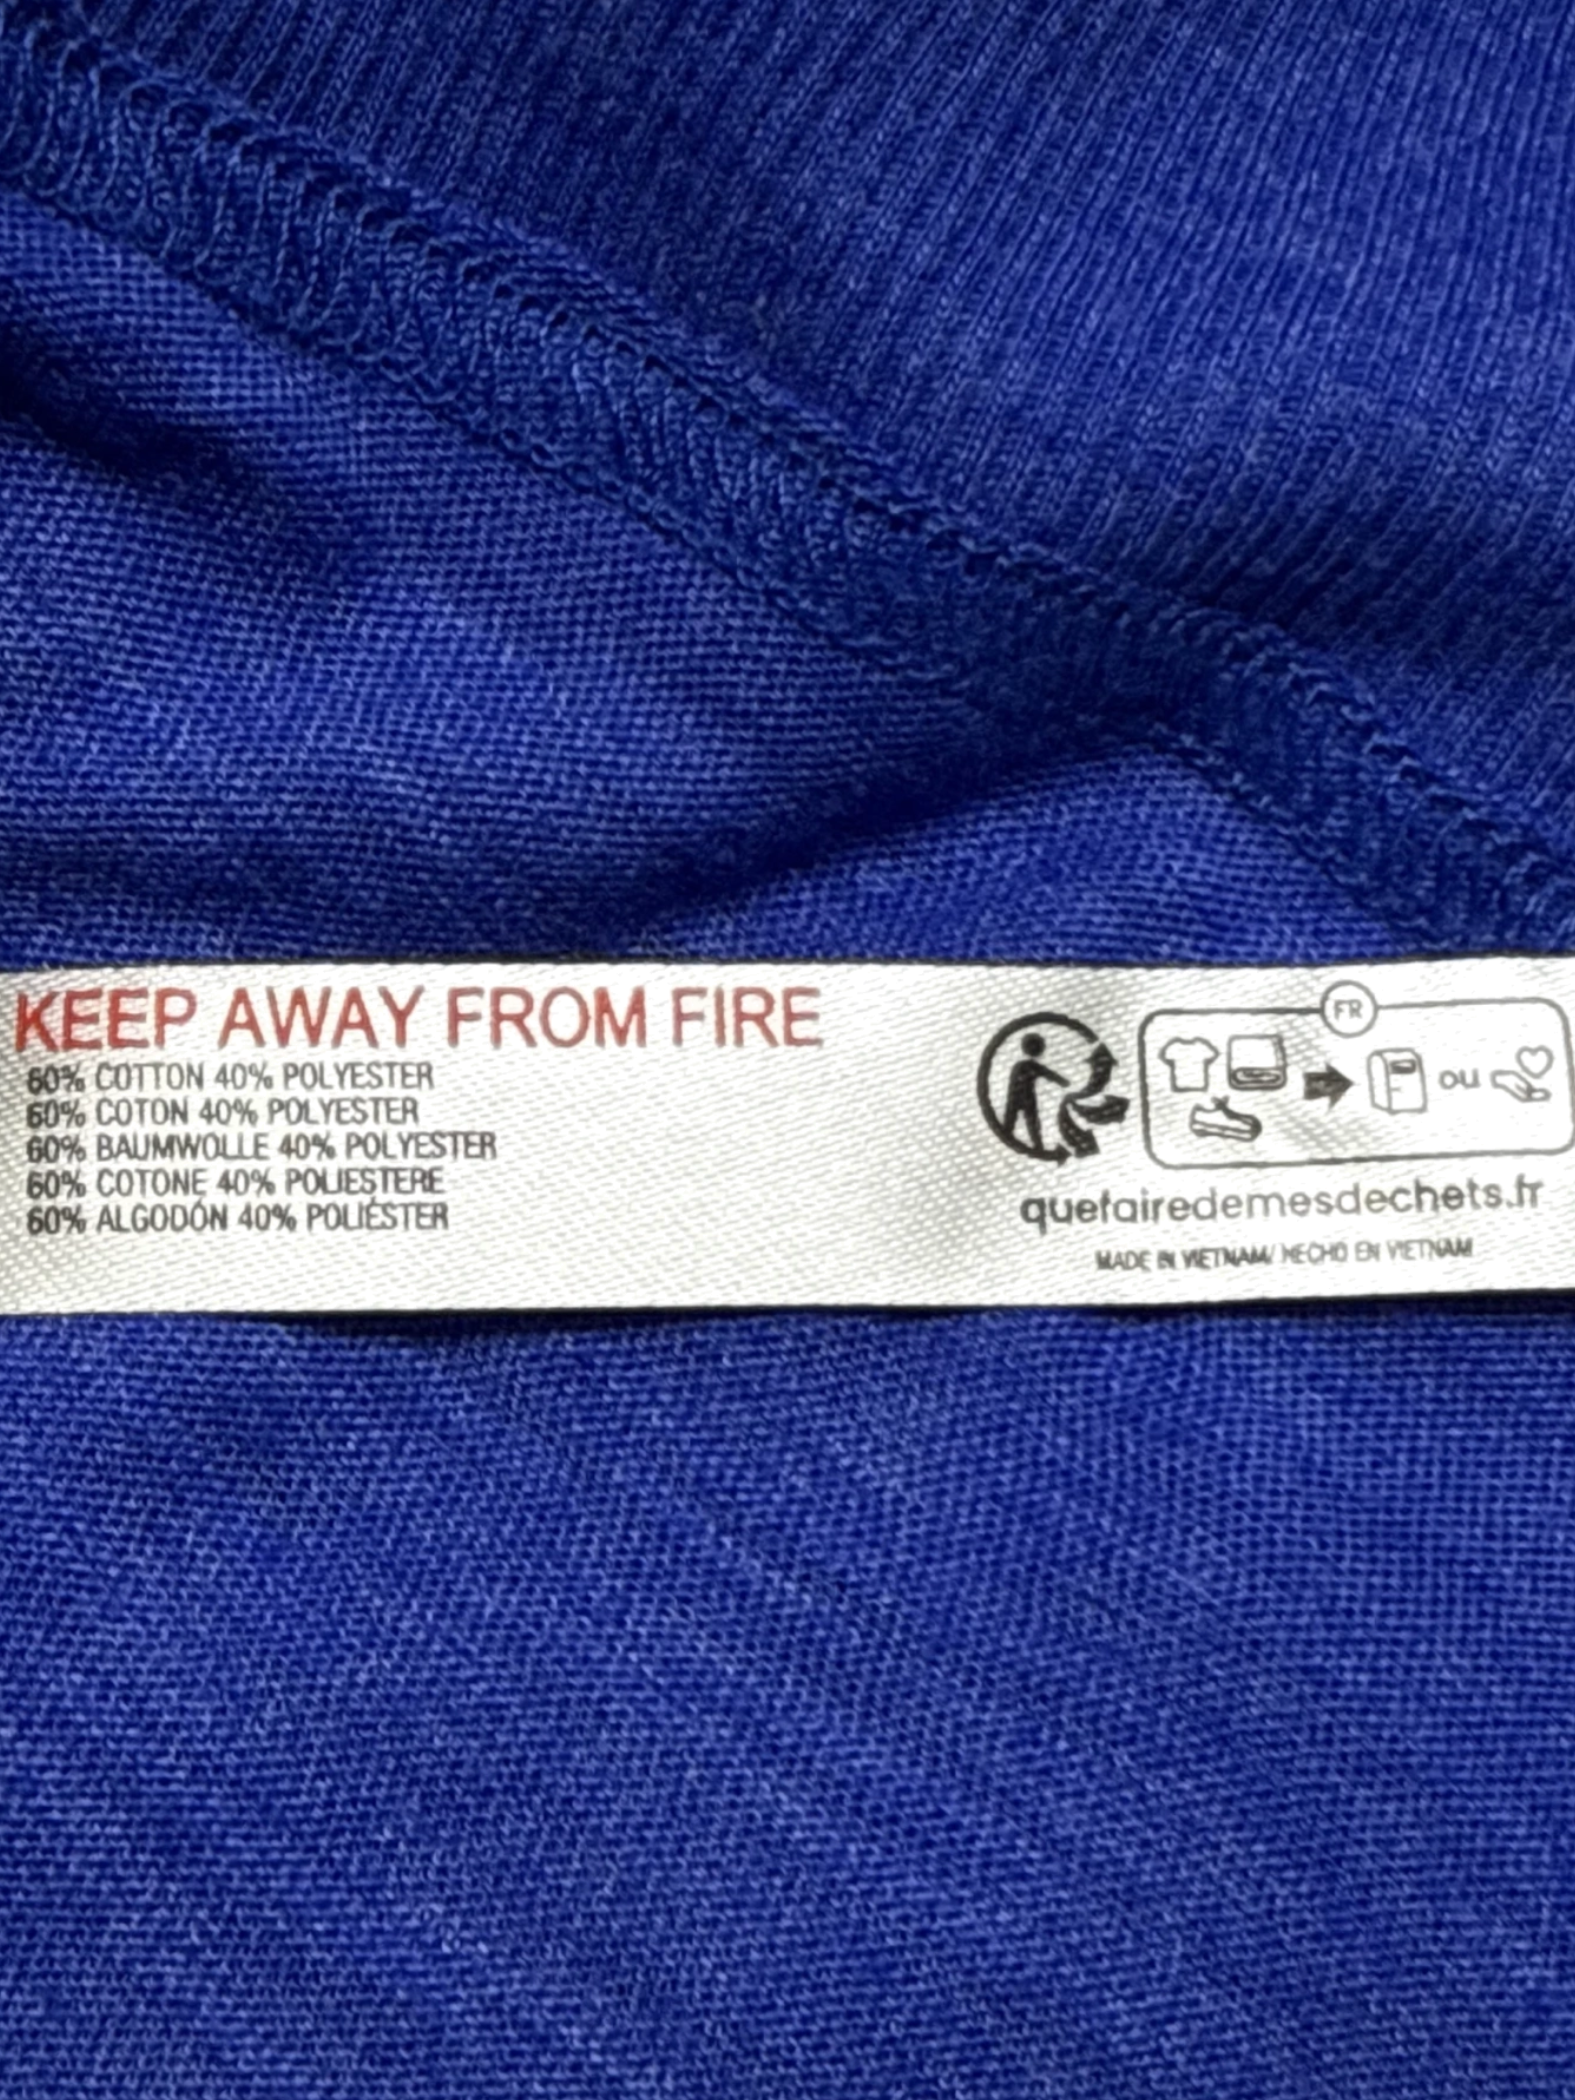 KEEP AWAY FROM FIRE
60% COTTON 40% POLYESTER
60% COTON 40% POLYESTER
60% BAUMWOLLE 40% POLYESTER
60% COTONE 40% POLIESTERE
60% ALGODÓN 40% POLIÉSTER
FR
ou
quefairedemesdechets.fr
MADE IN VIETNAM/ HECHO EN VIETNAM